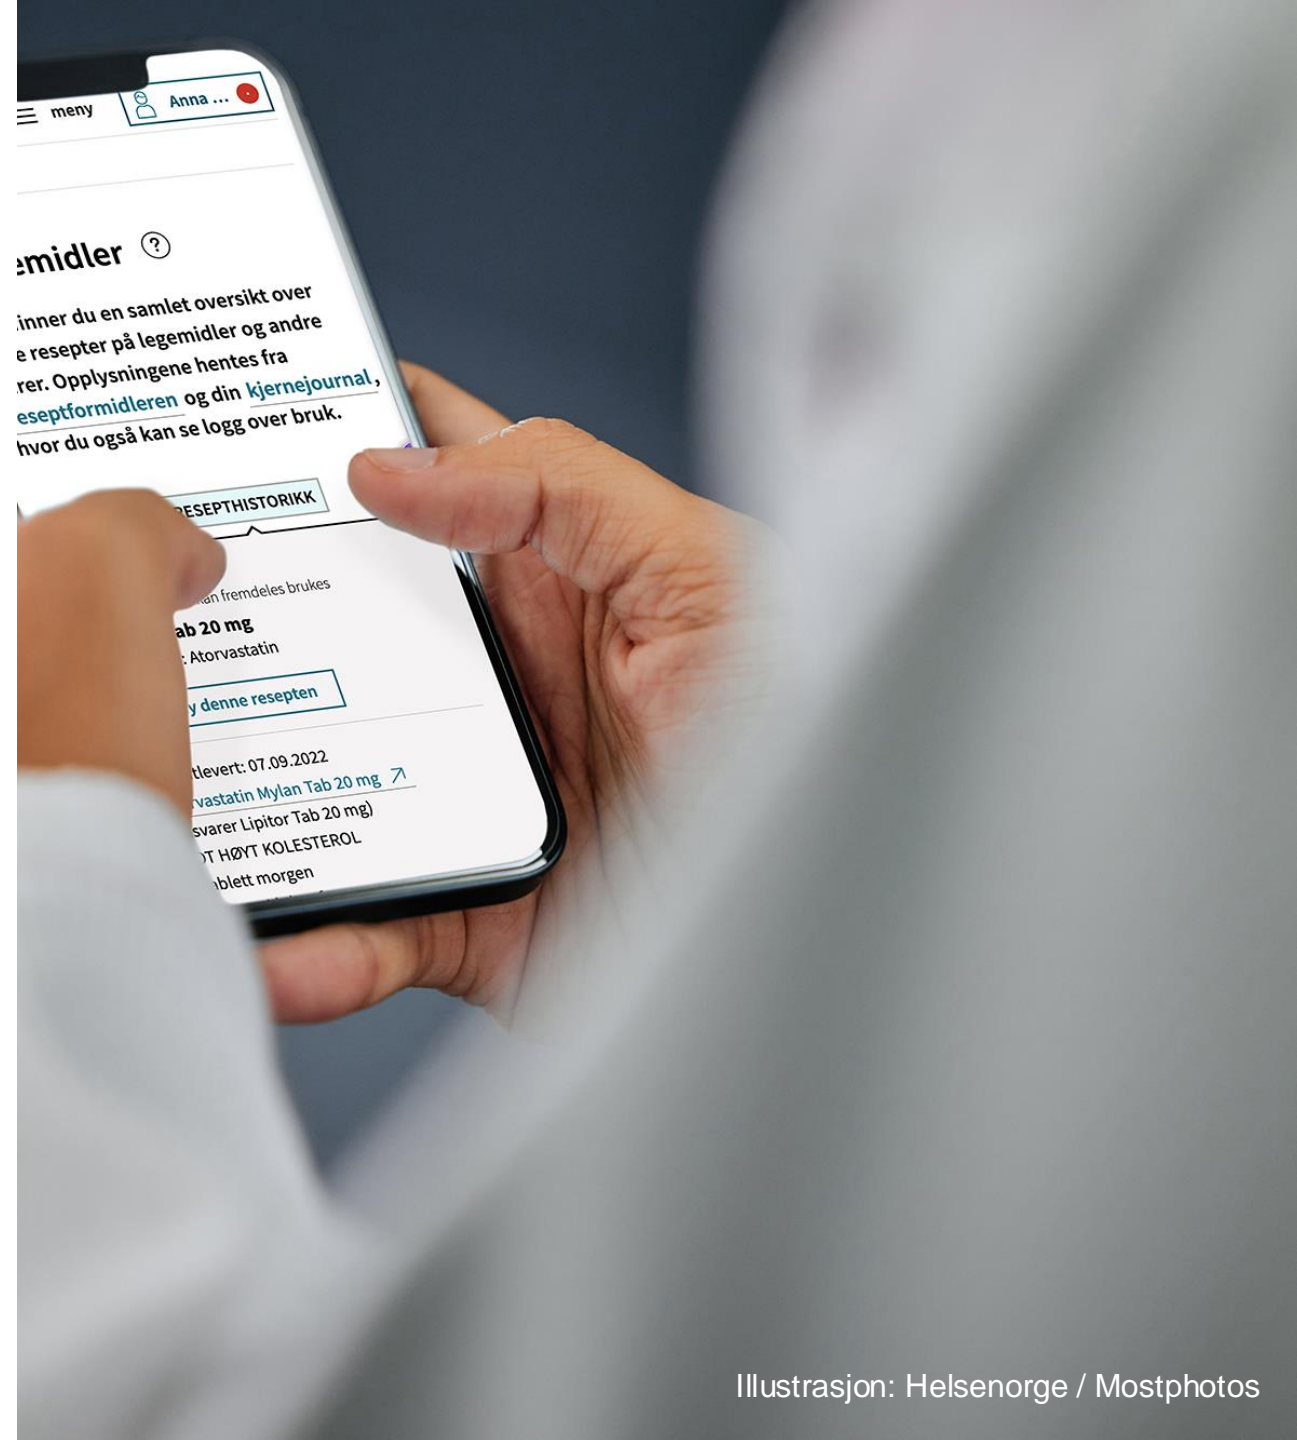 meny
Anna ...
emidler ?
inner du en samlet oversikt over
e resepter på legemidler og andre
rer. Opplysningene hentes fra
eseptformidleren og din kjernejournal,
hvor du også kan se logg over bruk.
RESEPTHISTORIKK
kan fremdeles brukes
ab 20 mg
: Atorvastatin
y denne resepten
tlevert: 07.09.2022
rvastatin Mylan Tab 20 mg
svarer Lipitor Tab 20 mg)
OT HØYT KOLESTEROL
ablett morgen
Illustrasjon: Helsenorge / Mostphotos